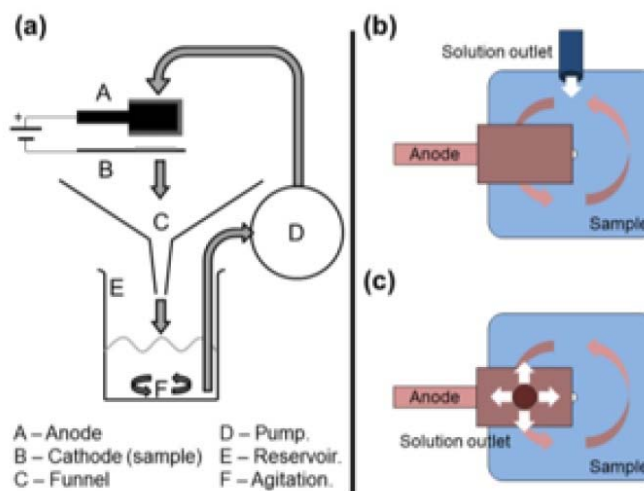 (a)
A
+
B
C
D
E
F
A – Anode
B – Cathode (sample)
C – Funnel
D – Pump.
E – Reservoir.
F – Agitation.
(b)
Solution outlet
Anode
Sample
(c)
Anode
Solution outlet
Sample